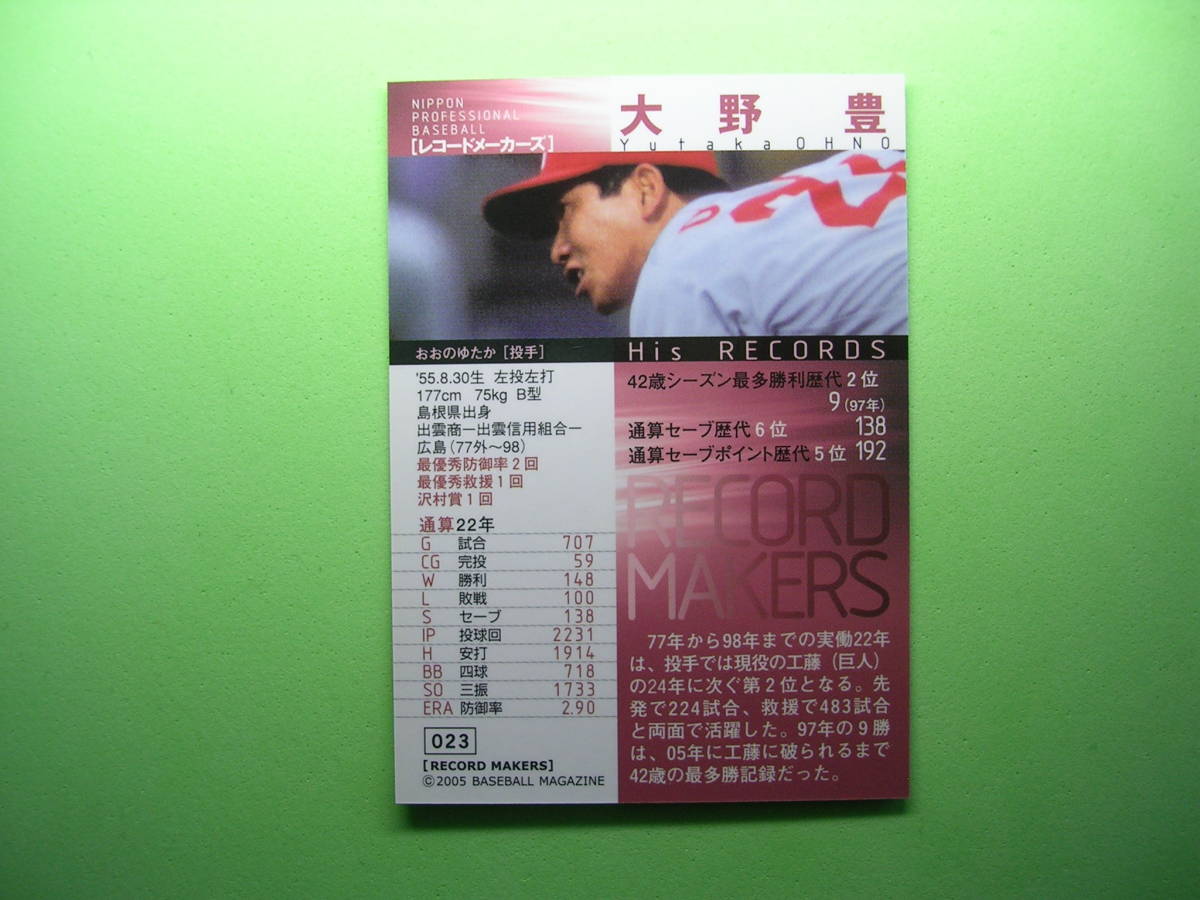 NIPPON
PROFESSIONAL
BASEBALL
[レコードメーカーズ]
大野豊
Yutaka OHNO
おおのゆたか [投手]
'55.8.30生 左投左打
177cm 75kg B型
島根県出身
出雲商ー出雲信用組合ー
広島(77外〜98)
最優秀防御率2回
最優秀救援1回
沢村賞1回
通算22年
G 試合 707
CG 完投 59
W 勝利 148
L 敗戦 100
S セーブ 138
IP 投球回 2231
H 安打 1914
BB 四球 718
SO 三振 1733
ERA 防御率 2.90
023
[RECORD MAKERS]
©2005 BASEBALL MAGAZINE
His RECORDS
42歳シーズン最多勝利歴代2位
9(97年)
通算セーブ歴代6位 138
通算セーブポイント歴代5位 192
RECORD
MAKERS
77年から98年までの実働22年
は、投手では現役の工藤(巨人)
の24年に次ぐ第2位となる。先
発で224試合、救援で483試合
と両面で活躍した。97年の9勝
は、05年に工藤に破られるまで
42歳の最多勝記録だった。